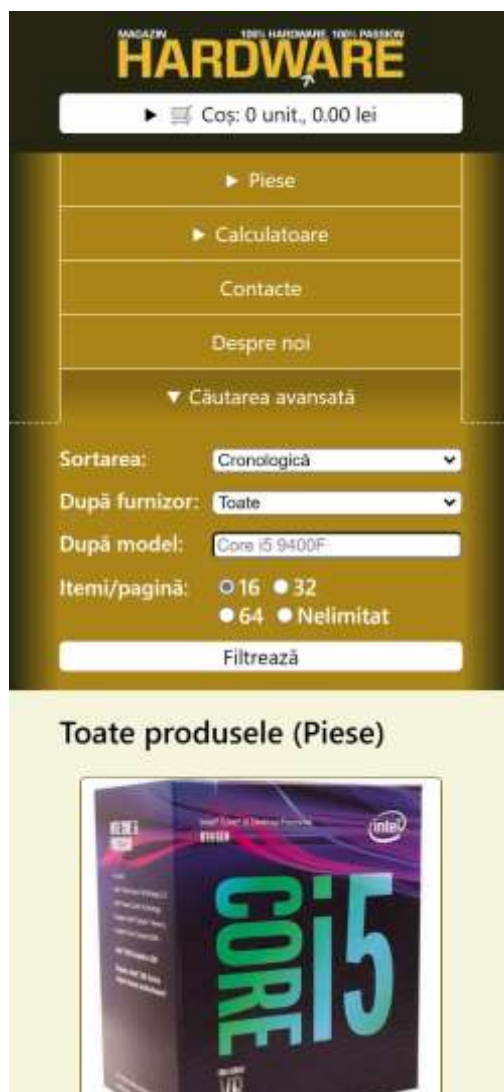 MAGAZIN 100% HARDWARE, 100% PASSION
HARDWARE
▶ 🛒 Coș: 0 unit., 0.00 lei
▶ Piese
▶ Calculatoare
Contacte
Despre noi
▼ Căutarea avansată
Sortarea: Cronologică
După furnizor: Toate
După model: Core i5 9400F
Itemi/pagină: 16 32
64 Nelimitat
Filtrează
Toate produsele (Piese)
intel
CORE i5